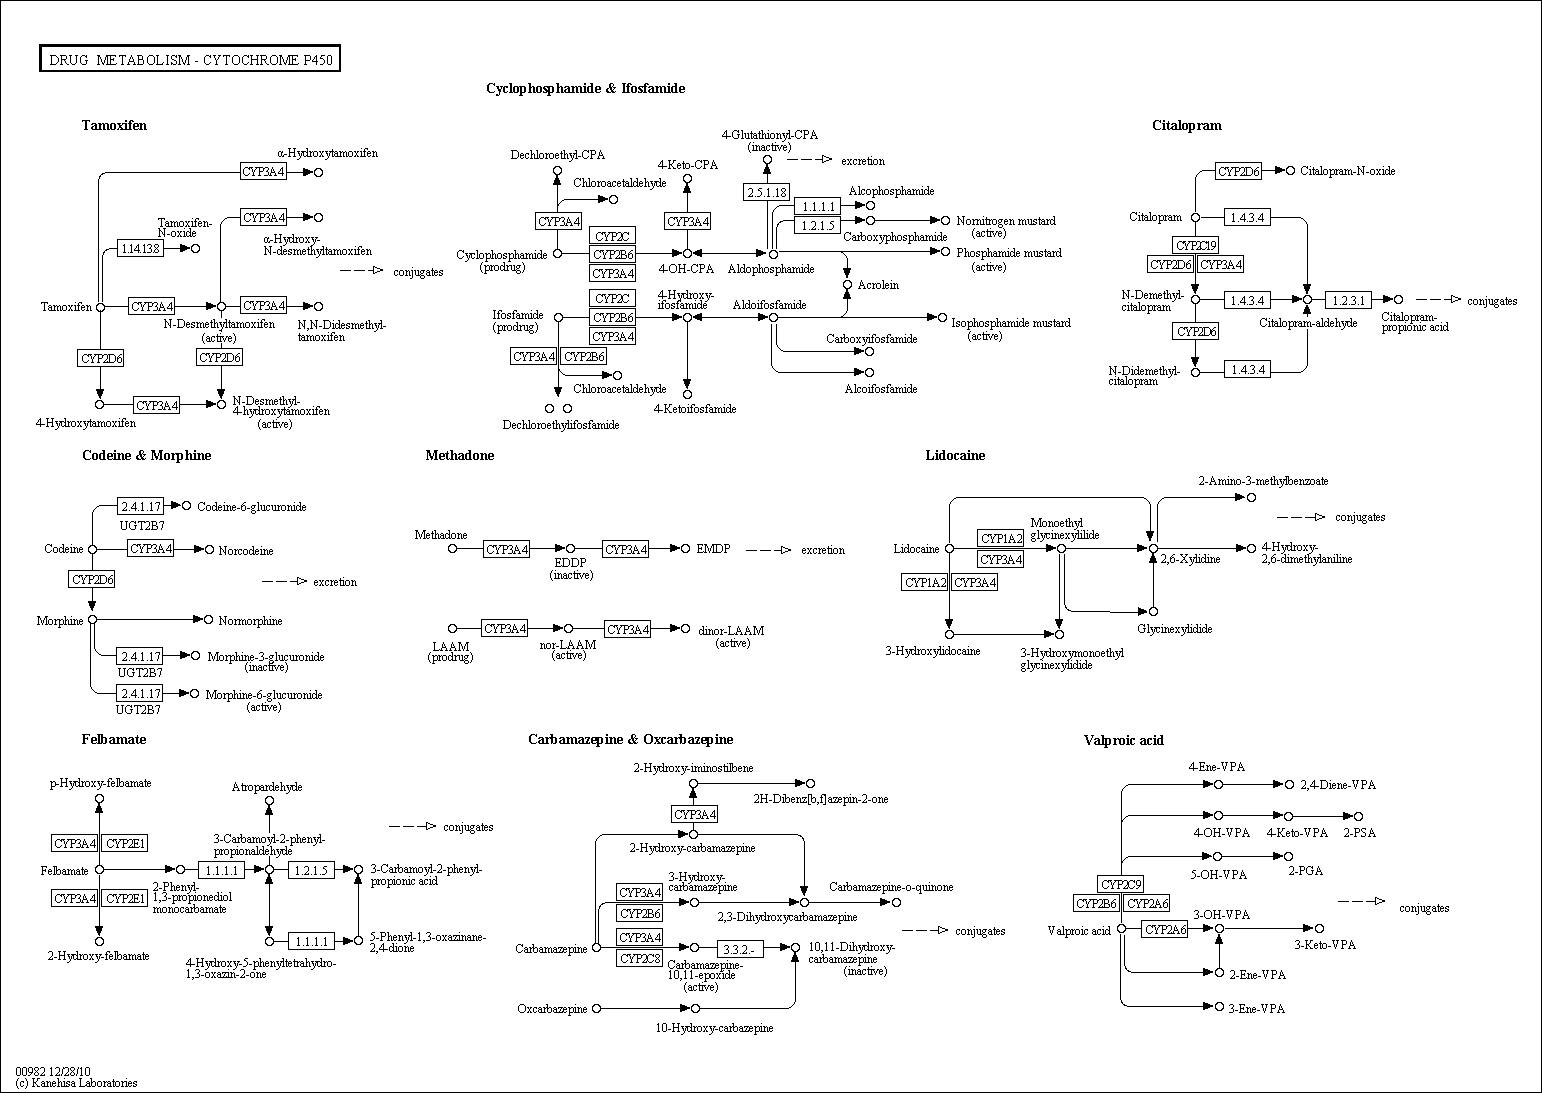 DRUG METABOLISM - CYTOCHROME P450
Cyclophosphamide & Ifosfamide
Tamoxifen
α-Hydroxytamoxifen
CYP3A4
Tamoxifen-
N-oxide
CYP3A4
1.14.13.8
α-Hydroxy-
N-desmethyltamoxifen
conjugates
Tamoxifen
CYP3A4
CYP3A4
N-Desmethyltamoxifen
(active)
N,N-Didesmethyl-
tamoxifen
CYP2D6
CYP2D6
CYP3A4
N-Desmethyl-
4-hydroxytamoxifen
(active)
4-Hydroxytamoxifen
Dechloroethyl-CPA
Chloroacetaldehyde
CYP3A4
4-Keto-CPA
CYP3A4
4-Glutathionyl-CPA
(inactive)
excretion
2.5.1.18
Alcophosphamide
1.1.1.1
1.2.1.5
Nornitrogen mustard
(active)
Carboxyphosphamide
CYP2C
CYP2B6
CYP3A4
Cyclophosphamide
(prodrug)
4-OH-CPA
Aldophosphamide
Phosphamide mustard
(active)
Acrolein
CYP2C
CYP2B6
CYP3A4
4-Hydroxy-
ifosfamide
Aldoifosfamide
Ifosfamide
(prodrug)
Isophosphamide mustard
(active)
CYP3A4
CYP2B6
Carboxyifosfamide
Chloroacetaldehyde
Alcoifosfamide
4-Ketoifosfamide
Dechloroethylifosfamide
Citalopram
CYP2D6
Citalopram-N-oxide
Citalopram
1.4.3.4
CYP2C19
CYP2D6
CYP3A4
N-Demethyl-
citalopram
1.4.3.4
1.2.3.1
conjugates
Citalopram-aldehyde
Citalopram-
propionic acid
CYP2D6
N-Didemethyl-
citalopram
1.4.3.4
Codeine & Morphine
2.4.1.17
Codeine-6-glucuronide
UGT2B7
Codeine
CYP3A4
Norcodeine
CYP2D6
excretion
Morphine
Normorphine
2.4.1.17
Morphine-3-glucuronide
(inactive)
UGT2B7
2.4.1.17
Morphine-6-glucuronide
(active)
UGT2B7
Methadone
Methadone
CYP3A4
CYP3A4
EMDP
excretion
EDDP
(inactive)
CYP3A4
CYP3A4
LAAM
(prodrug)
nor-LAAM
(active)
dinor-LAAM
(active)
Lidocaine
2-Amino-3-methylbenzoate
conjugates
Monoethyl
glycinexylilide
CYP1A2
Lidocaine
CYP3A4
2,6-Xylidine
4-Hydroxy-
2,6-dimethylaniline
CYP1A2
CYP3A4
Glycinexylidide
3-Hydroxylidocaine
3-Hydroxymonoethyl
glycinexylidide
Felbamate
p-Hydroxy-felbamate
Atropardehyde
conjugates
CYP3A4
CYP2E1
3-Carbamoyl-2-phenyl-
propionaldehyde
Felbamate
1.1.1.1
1.2.1.5
3-Carbamoyl-2-phenyl-
propionic acid
CYP3A4
CYP2E1
2-Phenyl-
1,3-propionediol
monocarbamate
1.1.1.1
5-Phenyl-1,3-oxazinane-
2,4-dione
2-Hydroxy-felbamate
4-Hydroxy-5-phenyltetrahydro-
1,3-oxazin-2-one
Carbamazepine & Oxcarbazepine
2-Hydroxy-iminostilbene
2H-Dibenz[b,f]azepin-2-one
CYP3A4
2-Hydroxy-carbamazepine
3-Hydroxy-
carbamazepine
CYP3A4
CYP2B6
Carbamazepine-o-quinone
2,3-Dihydroxycarbamazepine
conjugates
CYP3A4
Carbamazepine
CYP2C8
3.3.2.-
10,11-Dihydroxy-
carbamazepine
(inactive)
Carbamazepine-
10,11-epoxide
(active)
Oxcarbazepine
10-Hydroxy-carbazepine
Valproic acid
4-Ene-VPA
2,4-Diene-VPA
4-OH-VPA
4-Keto-VPA
2-PSA
5-OH-VPA
2-PGA
CYP2C9
CYP2B6
CYP2A6
conjugates
3-OH-VPA
Valproic acid
CYP2A6
3-Keto-VPA
2-Ene-VPA
3-Ene-VPA
00982 12/28/10
(c) Kanehisa Laboratories